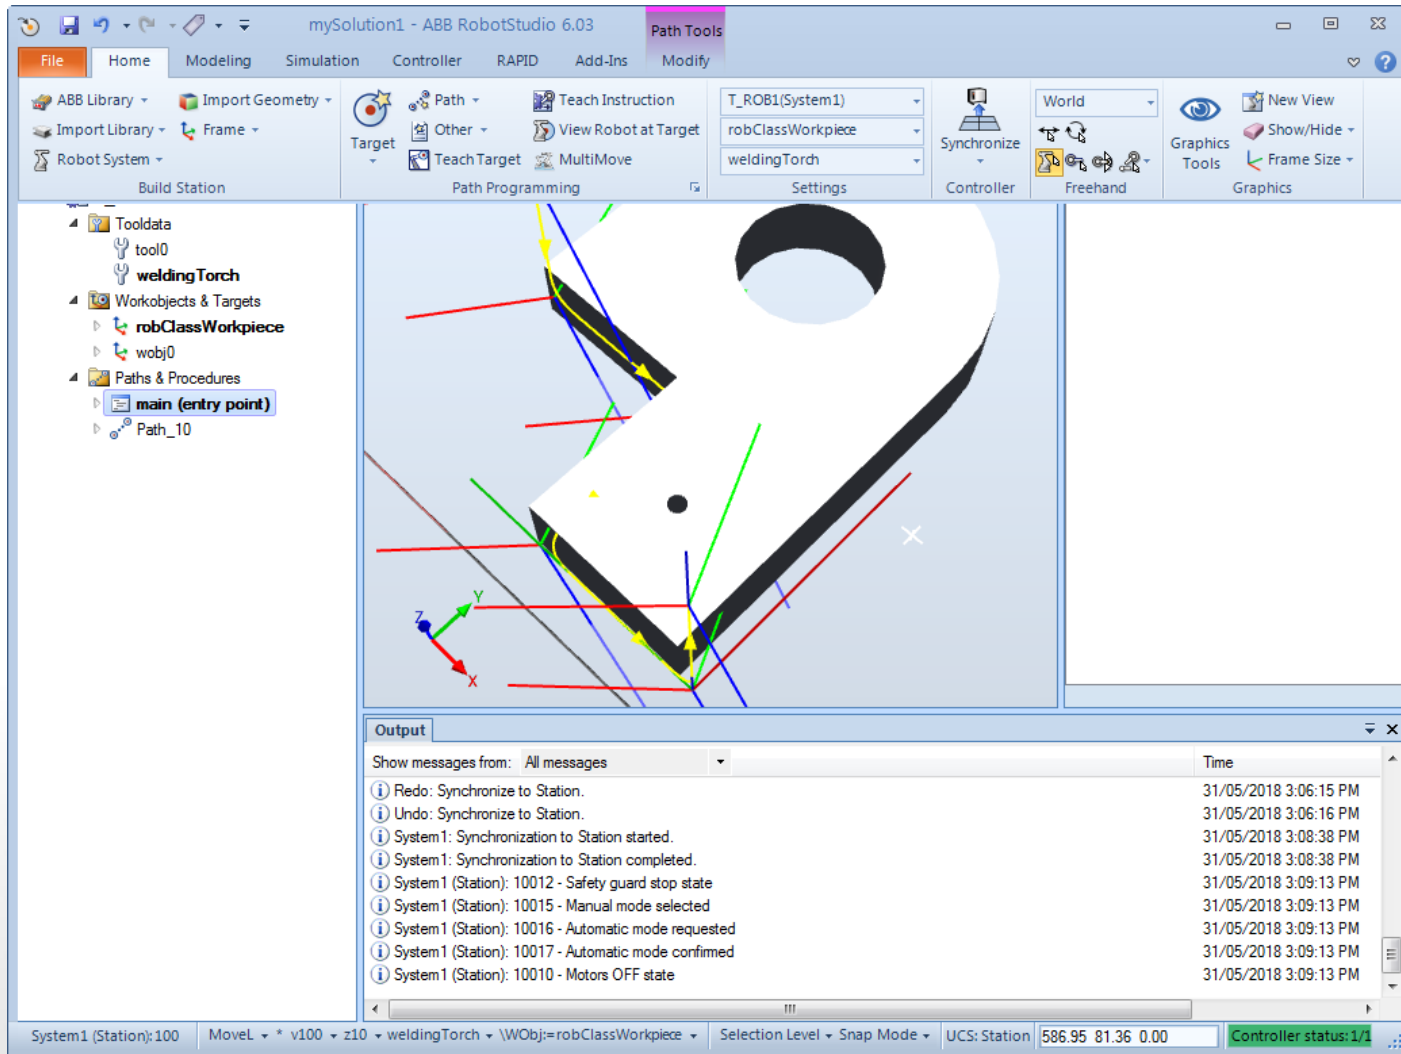 mySolution1 - ABB RobotStudio 6.03
Path Tools
File Home Modeling Simulation Controller RAPID Add-Ins Modify
ABB Library Import Geometry
Import Library Frame
Robot System
Build Station
Target
Path Teach Instruction
Other View Robot at Target
Teach Target MultiMove
Path Programming
T_ROB1(System1)
robClassWorkpiece
weldingTorch
Settings
Synchronize
Controller
World
Freehand
Graphics Tools
New View
Show/Hide
Frame Size
Graphics
Tooldata
tool0
weldingTorch
Workobjects & Targets
robClassWorkpiece
wobj0
Paths & Procedures
main (entry point)
Path_10
Z
Y
X
Output
Show messages from: All messages Time
Redo: Synchronize to Station. 31/05/2018 3:06:15 PM
Undo: Synchronize to Station. 31/05/2018 3:06:16 PM
System1: Synchronization to Station started. 31/05/2018 3:08:38 PM
System1: Synchronization to Station completed. 31/05/2018 3:08:38 PM
System1 (Station): 10012 - Safety guard stop state 31/05/2018 3:09:13 PM
System1 (Station): 10015 - Manual mode selected 31/05/2018 3:09:13 PM
System1 (Station): 10016 - Automatic mode requested 31/05/2018 3:09:13 PM
System1 (Station): 10017 - Automatic mode confirmed 31/05/2018 3:09:13 PM
System1 (Station): 10010 - Motors OFF state 31/05/2018 3:09:13 PM
System1 (Station): 100 MoveL * v100 z10 weldingTorch \WObj:=robClassWorkpiece Selection Level Snap Mode UCS: Station 586.95 81.36 0.00 Controller status: 1/1